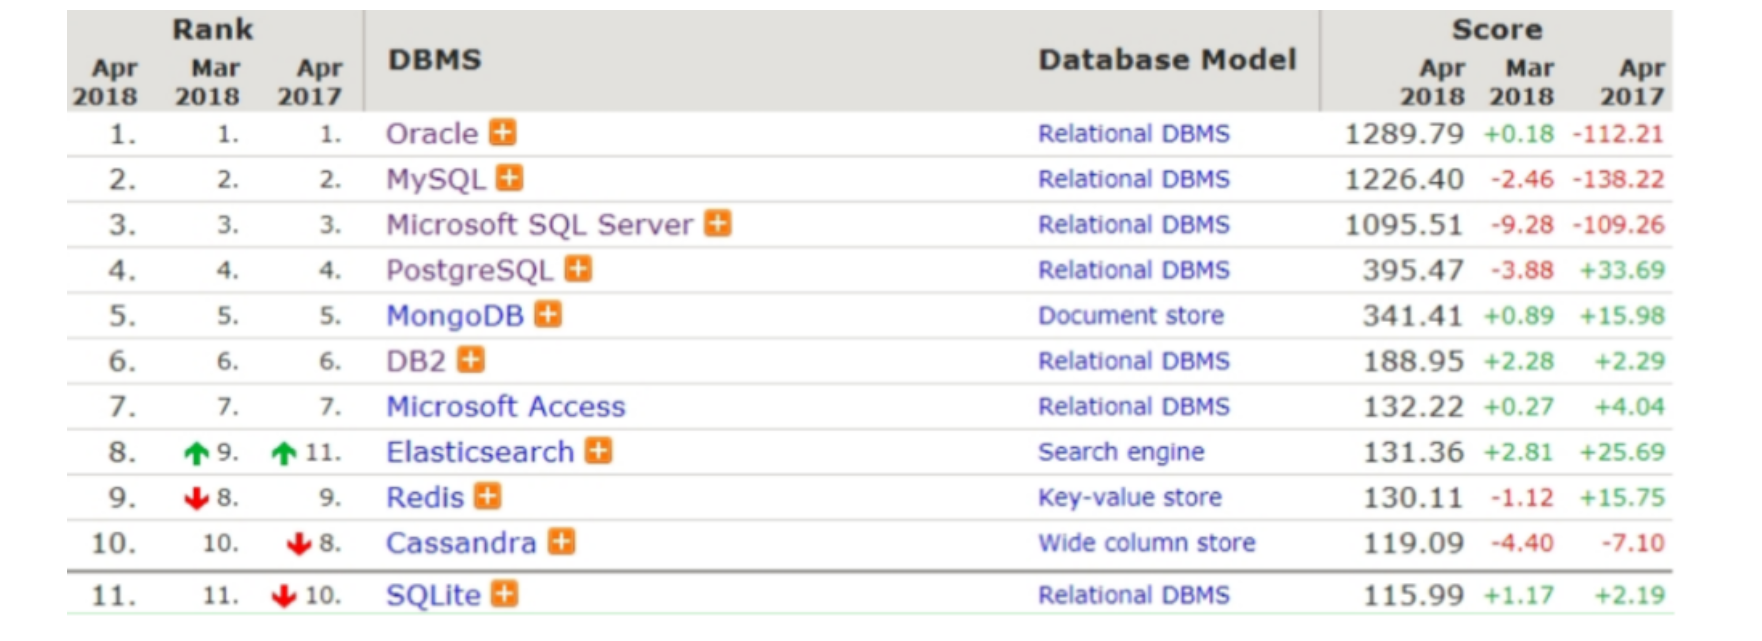 Rank Score
Apr 2018 Mar 2018 Apr 2017 DBMS Database Model Apr 2018 Mar 2018 Apr 2017
1. 1. 1. Oracle Relational DBMS 1289.79 +0.18 -112.21
2. 2. 2. MySQL Relational DBMS 1226.40 -2.46 -138.22
3. 3. 3. Microsoft SQL Server Relational DBMS 1095.51 -9.28 -109.26
4. 4. 4. PostgreSQL Relational DBMS 395.47 -3.88 +33.69
5. 5. 5. MongoDB Document store 341.41 +0.89 +15.98
6. 6. 6. DB2 Relational DBMS 188.95 +2.28 +2.29
7. 7. 7. Microsoft Access Relational DBMS 132.22 +0.27 +4.04
8. 9. 11. Elasticsearch Search engine 131.36 +2.81 +25.69
9. 8. 9. Redis Key-value store 130.11 -1.12 +15.75
10. 10. 8. Cassandra Wide column store 119.09 -4.40 -7.10
11. 11. 10. SQLite Relational DBMS 115.99 +1.17 +2.19